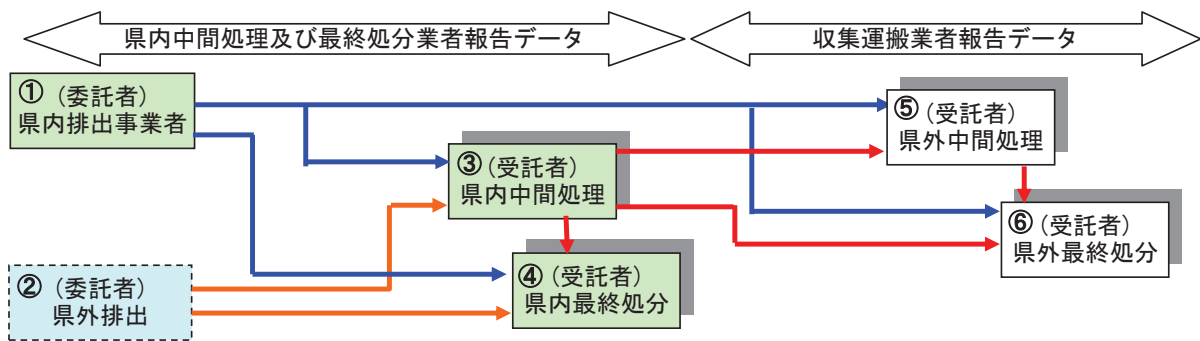 県内中間処理及び最終処分業者報告データ
収集運搬業者報告データ
①(委託者)
県内排出事業者
⑤(受託者)
県外中間処理
③(受託者)
県内中間処理
⑥(受託者)
県外最終処分
②(委託者)
県外排出
④(受託者)
県内最終処分